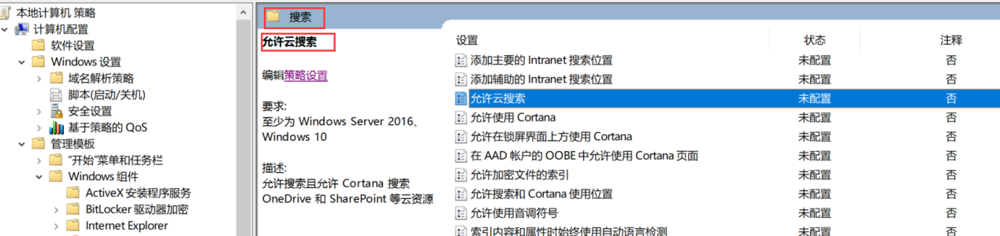 本地计算机 策略
计算机配置
软件设置
Windows 设置
域名解析策略
脚本(启动/关机)
安全设置
基于策略的 QoS
管理模板
“开始”菜单和任务栏
Windows 组件
ActiveX 安装程序服务
BitLocker 驱动器加密
Internet Explorer
搜索
允许云搜索
编辑策略设置
要求:
至少为 Windows Server 2016、
Windows 10
描述:
允许搜索且允许 Cortana 搜索
OneDrive 和 SharePoint 等云资源
设置 状态 注释
添加主要的 Intranet 搜索位置 未配置 否
添加辅助的 Intranet 搜索位置 未配置 否
允许云搜索 未配置 否
允许使用 Cortana 未配置 否
允许在锁屏界面上方使用 Cortana 未配置 否
在 AAD 帐户的 OOBE 中允许使用 Cortana 页面 未配置 否
允许加密文件的索引 未配置 否
允许搜索和 Cortana 使用位置 未配置 否
允许使用音调符号 未配置 否
索引内容和属性时始终使用自动语言检测 未配置 否